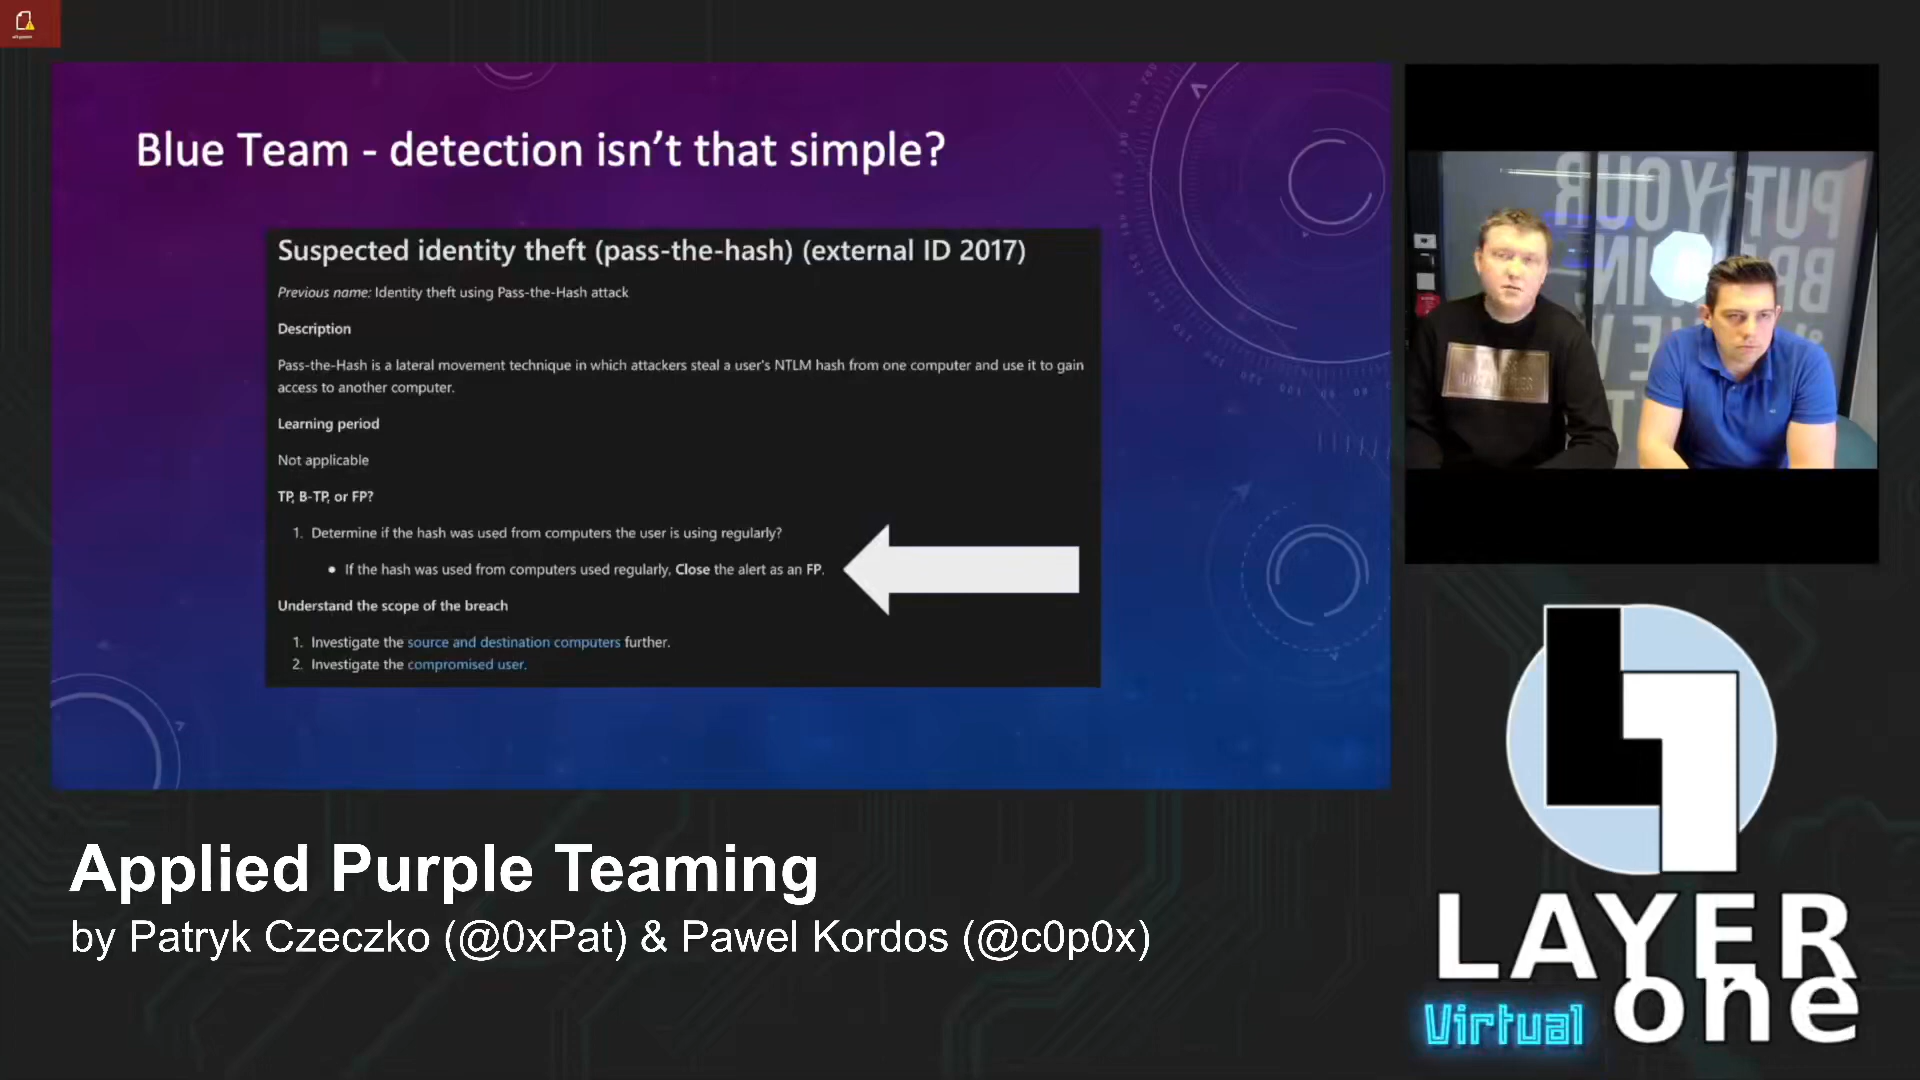 Blue Team - detection isn't that simple?
Suspected identity theft (pass-the-hash) (external ID 2017)
Previous name: Identity theft using Pass-the-Hash attack
Description
Pass-the-Hash is a lateral movement technique in which attackers steal a user's NTLM hash from one computer and use it to gain
access to another computer.
Learning period
Not applicable
TP, B-TP, or FP?
1. Determine if the hash was used from computers the user is using regularly?
• If the hash was used from computers used regularly, Close the alert as an FP.
Understand the scope of the breach
1. Investigate the source and destination computers further.
2. Investigate the compromised user.
PUT YOUR
Applied Purple Teaming
by Patryk Czeczko (@0xPat) & Pawel Kordos (@c0p0x)
LAYER
one
Virtual